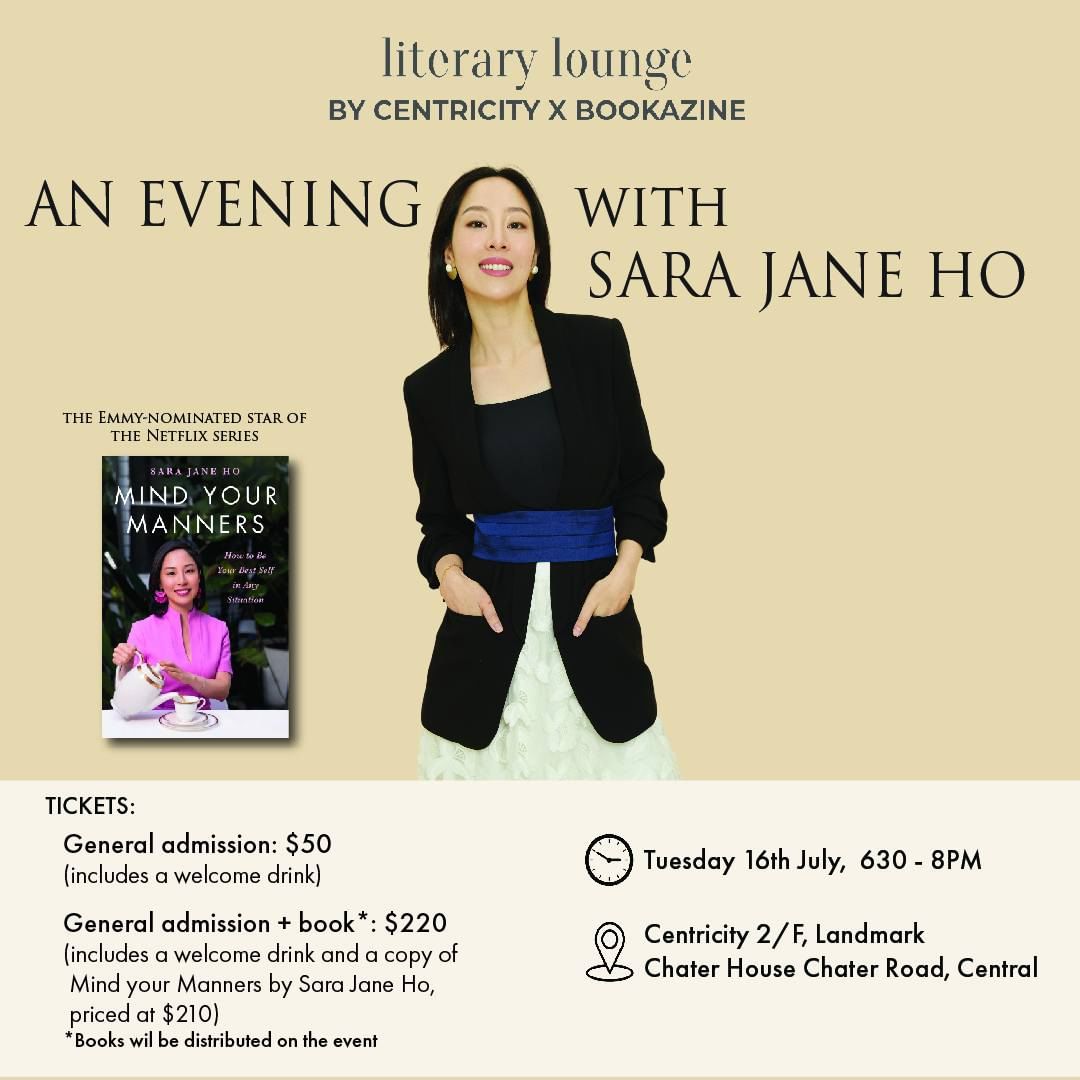 literary lounge
BY CENTRICITY X BOOKAZINE
AN EVENING WITH
SARA JANE HO
THE EMMY-NOMINATED STAR OF
THE NETFLIX SERIES
SARA JANE HO
MIND YOUR
MANNERS
How to Be
Your Best Self
in Any
Situation
TICKETS:
General admission: $50
(includes a welcome drink)
General admission + book*: $220
(includes a welcome drink and a copy of
Mind your Manners by Sara Jane Ho,
priced at $210)
*Books wil be distributed on the event
Tuesday 16th July, 630 - 8PM
Centricity 2/F, Landmark
Chater House Chater Road, Central